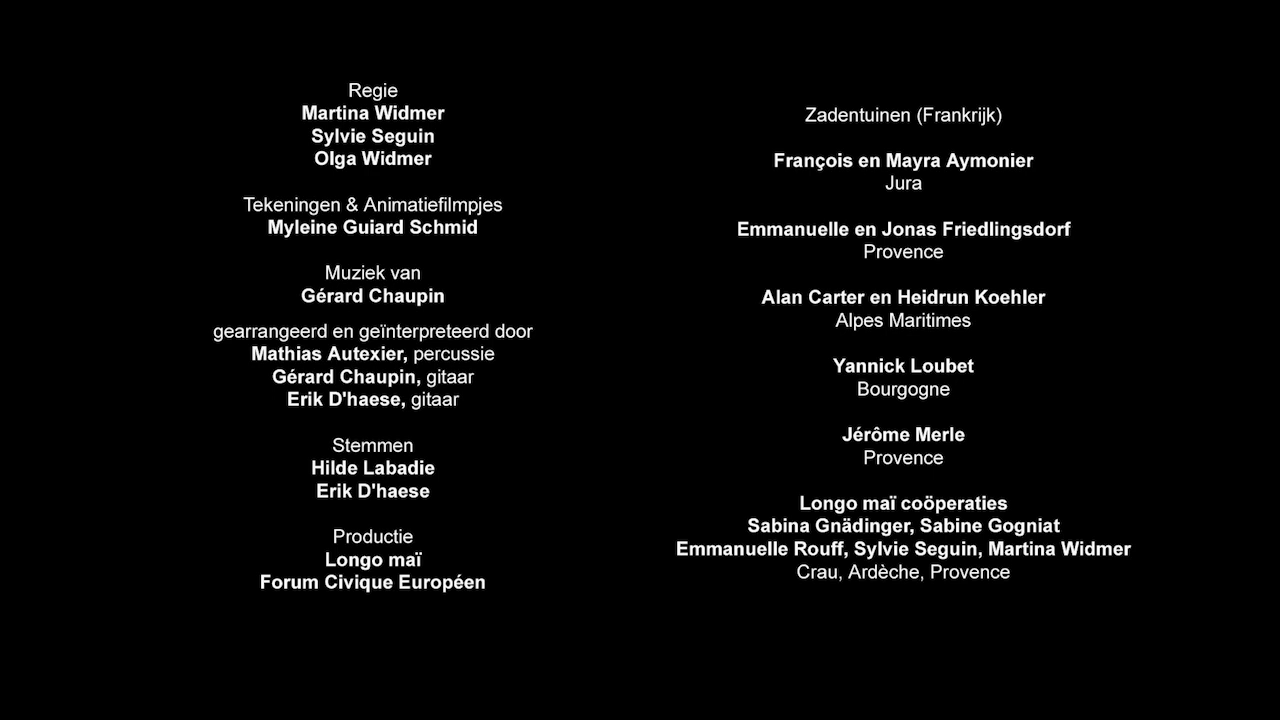 Regie
Martina Widmer
Sylvie Seguin
Olga Widmer
Tekeningen & Animatiefilmpjes
Myleine Guiard Schmid
Muziek van
Gérard Chaupin
gearrangeerd en geïnterpreteerd door
Mathias Autexier, percussie
Gérard Chaupin, gitaar
Erik D'haese, gitaar
Stemmen
Hilde Labadie
Erik D'haese
Productie
Longo maï
Forum Civique Européen
Zadentuinen (Frankrijk)
François en Mayra Aymonier
Jura
Emmanuelle en Jonas Friedlingsdorf
Provence
Alan Carter en Heidrun Koehler
Alpes Maritimes
Yannick Loubet
Bourgogne
Jérôme Merle
Provence
Longo maï coöperaties
Sabina Gnädinger, Sabine Gogniat
Emmanuelle Rouff, Sylvie Seguin, Martina Widmer
Crau, Ardèche, Provence